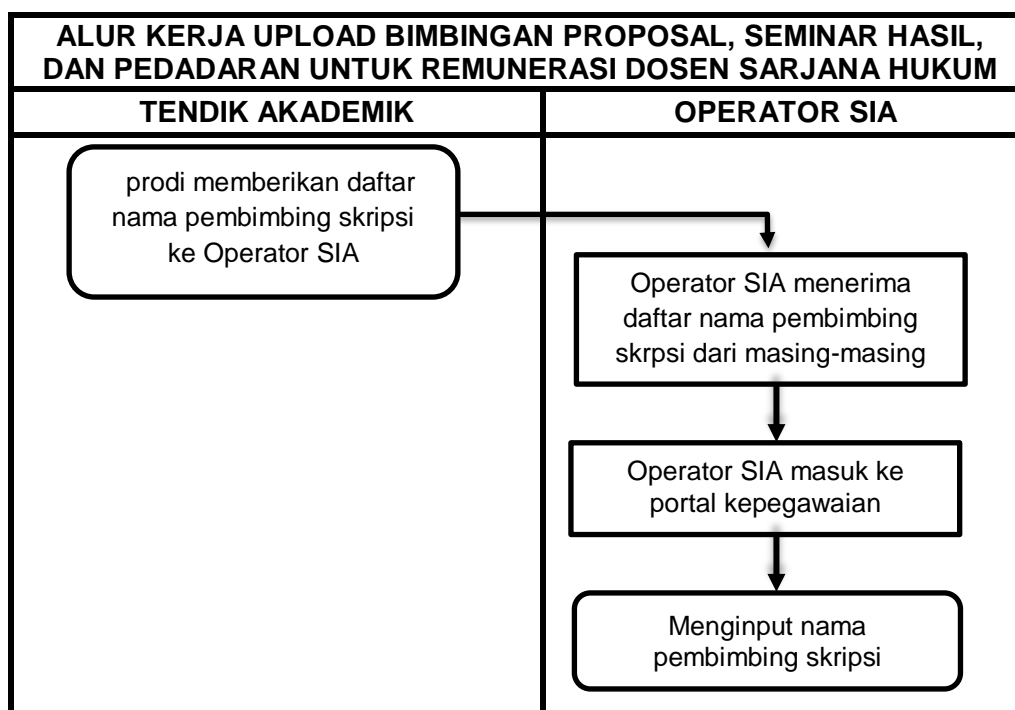 ALUR KERJA UPLOAD BIMBINGAN PROPOSAL, SEMINAR HASIL,
DAN PEDADARAN UNTUK REMUNERASI DOSEN SARJANA HUKUM
TENDIK AKADEMIK
OPERATOR SIA
prodi memberikan daftar
nama pembimbing skripsi
ke Operator SIA
Operator SIA menerima
daftar nama pembimbing
skrpsi dari masing-masing
Operator SIA masuk ke
portal kepegawaian
Menginput nama
pembimbing skripsi